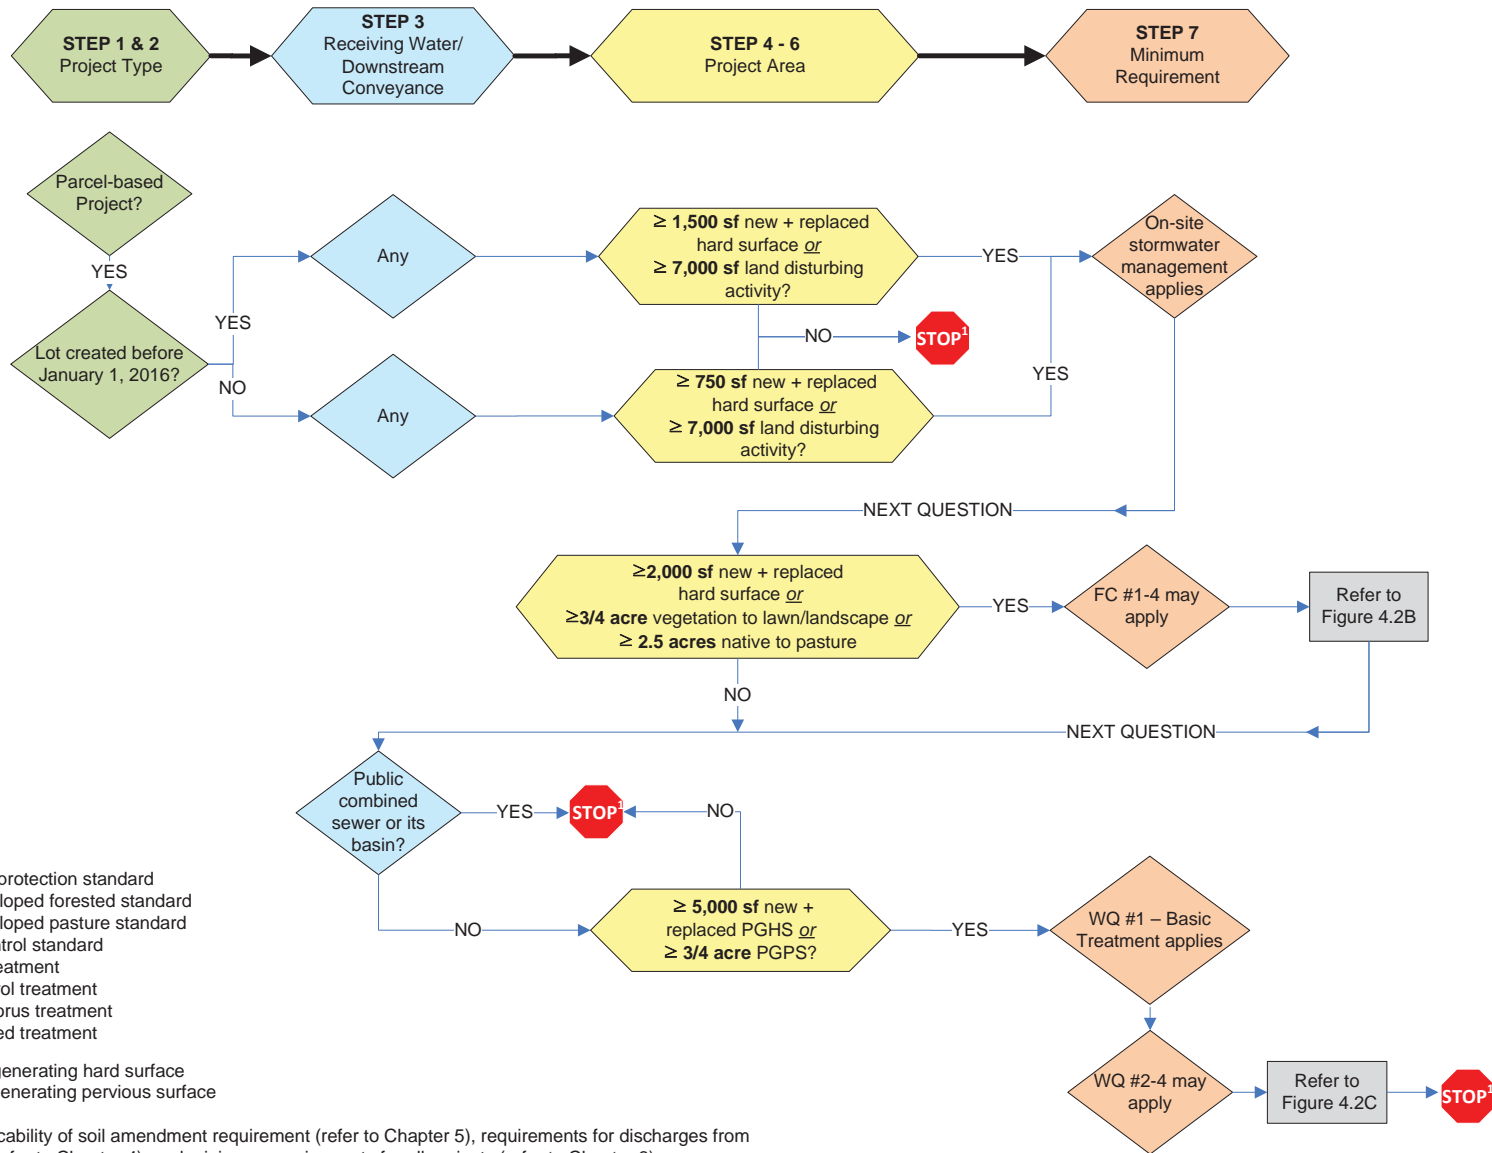 STEP 1 & 2
Project Type
STEP 3
Receiving Water/
Downstream
Conveyance
STEP 4 - 6
Project Area
STEP 7
Minimum
Requirement
Parcel-based
Project?
YES
Lot created before
January 1, 2016?
YES
NO
Any
Any
≥ 1,500 sf new + replaced
hard surface or
≥ 7,000 sf land disturbing
activity?
NO
STOP1
≥ 750 sf new + replaced
hard surface or
≥ 7,000 sf land disturbing
activity?
YES
YES
On-site
stormwater
management
applies
NEXT QUESTION
≥2,000 sf new + replaced
hard surface or
≥3/4 acre vegetation to lawn/landscape or
≥ 2.5 acres native to pasture
YES
FC #1-4 may
apply
Refer to
Figure 4.2B
NO
NEXT QUESTION
Public
combined
sewer or its
basin?
YES
STOP1
NO
NO
≥ 5,000 sf new +
replaced PGHS or
≥ 3/4 acre PGPS?
YES
WQ #1 – Basic
Treatment applies
WQ #2-4 may
apply
Refer to
Figure 4.2C
STOP1
protection standard
loped forested standard
loped pasture standard
ntrol standard
eatment
ol treatment
orus treatment
ed treatment
generating hard surface
enerating pervious surface
cability of soil amendment requirement (refer to Chapter 5), requirements for discharges from